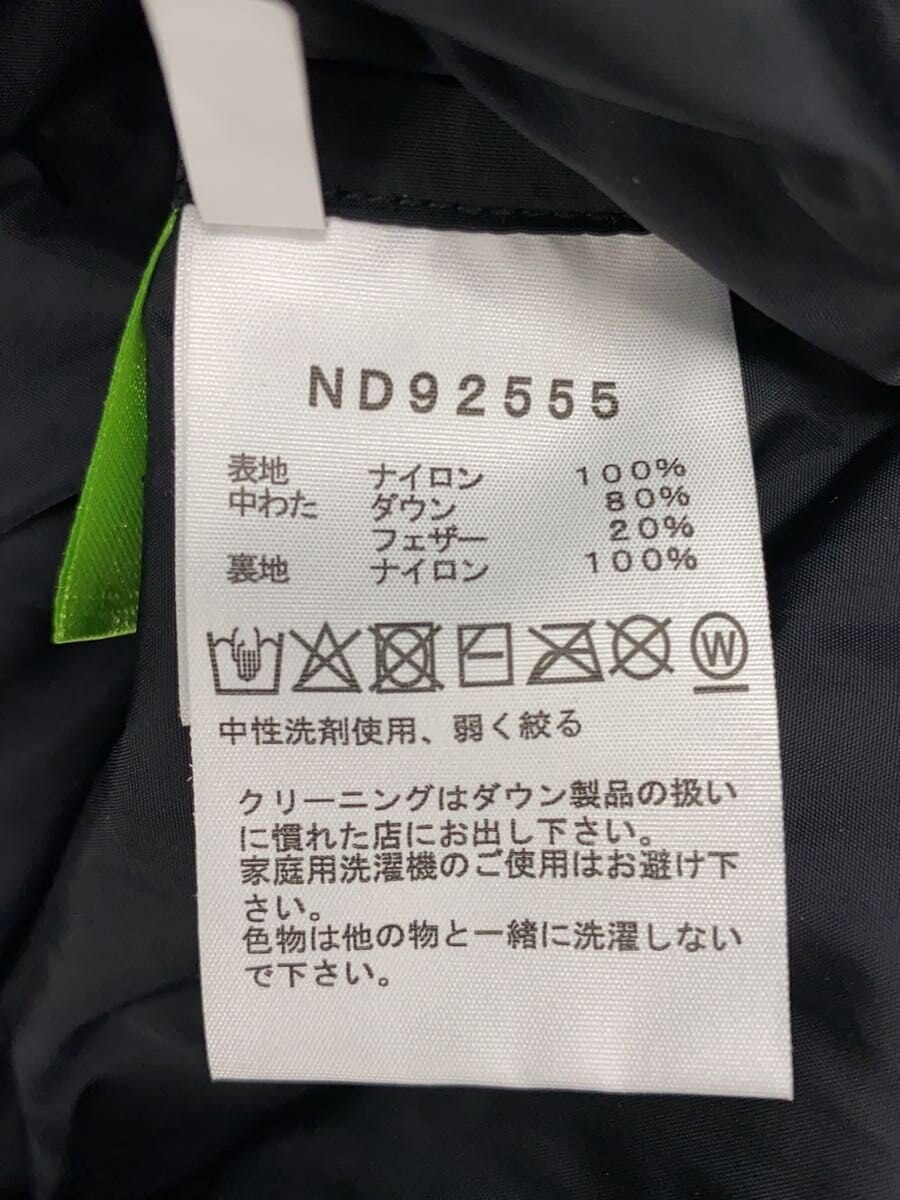 ND92555
表地 ナイロン 100%
中わた ダウン 80%
フェザー 20%
裏地 ナイロン 100%
W
中性洗剤使用、弱く絞る
クリーニングはダウン製品の扱い
に慣れた店にお出し下さい。
家庭用洗濯機のご使用はお避け下
さい。
色物は他の物と一緒に洗濯しない
で下さい。